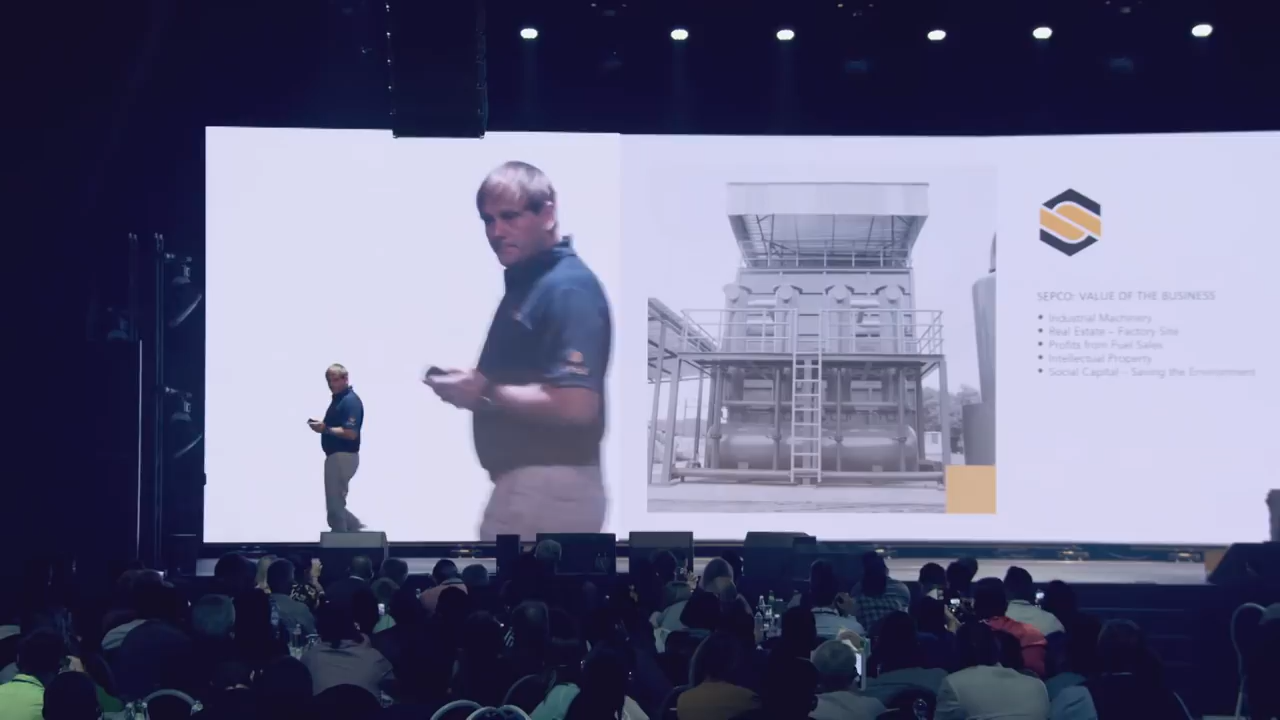 SEPCO: VALUE OF THE BUSINESS
• Industrial Machinery
• Real Estate – Factory Site
• Profits from Fuel Sales
• Intellectual Property
• Social Capital – Saving the Environment